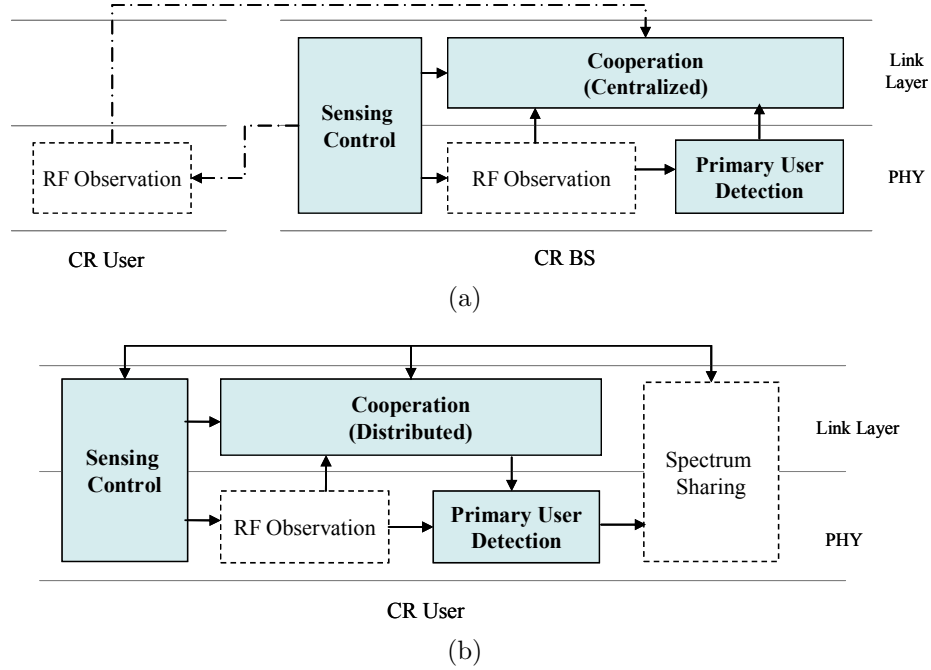 Cooperation
(Centralized)
Link
Layer
Sensing
Control
RF Observation
RF Observation
Primary User
Detection
PHY
CR User
CR BS
(a)
Cooperation
(Distributed)
Link Layer
Sensing
Control
Spectrum
Sharing
RF Observation
Primary User
Detection
PHY
CR User
(b)